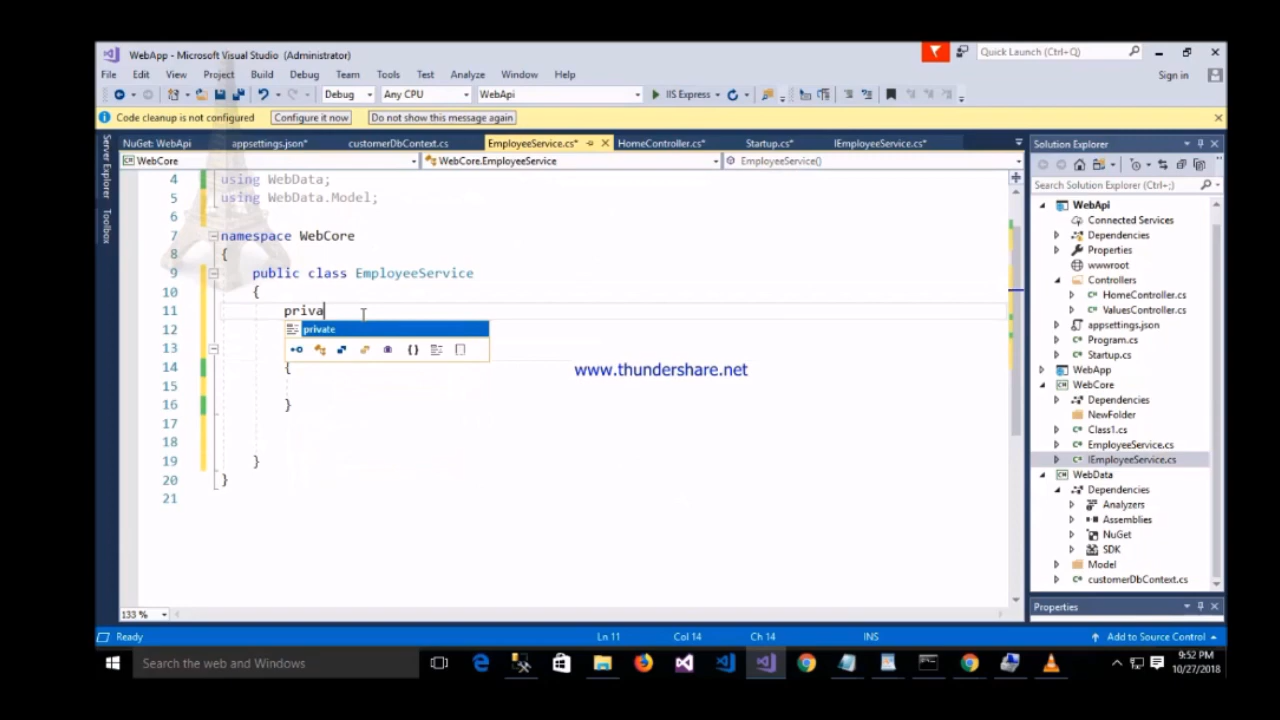 WebApp - Microsoft Visual Studio (Administrator)
Quick Launch (Ctrl+Q)
File Edit View Project Build Debug Team Tools Test Analyze Window Help
Sign in
Debug Any CPU WebApi IIS Express
Code cleanup is not configured Configure it now Do not show this message again
NuGet: WebApi appsettings.json* customerDbContext.cs EmployeeService.cs* HomeController.cs* Startup.cs* IEmployeeService.cs*
WebCore WebCore.EmployeeService EmployeeService()
Server Explorer
Toolbox
4 using WebData;
5 using WebData.Model;
6
7 namespace WebCore
8 {
9 public class EmployeeService
10 {
11 priva
private
12
13
14 {
15
16 }
17
18
19 }
20 }
21
www.thundershare.net
133 %
Solution Explorer
Search Solution Explorer (Ctrl+;)
WebApi
Connected Services
Dependencies
Properties
wwwroot
Controllers
HomeController.cs
ValuesController.cs
appsettings.json
Program.cs
Startup.cs
WebApp
WebCore
Dependencies
NewFolder
Class1.cs
EmployeeService.cs
IEmployeeService.cs
WebData
Dependencies
Analyzers
Assemblies
NuGet
SDK
Model
customerDbContext.cs
Properties
Ready Ln 11 Col 14 Ch 14 INS Add to Source Control
Search the web and Windows
9:52 PM
10/27/2018